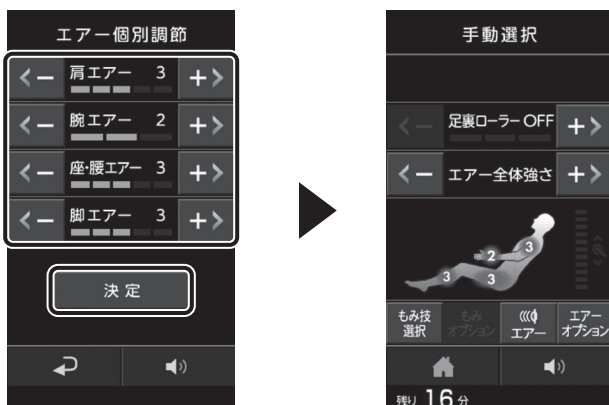 エアー個別調節
肩エアー 3
腕エアー 2
座・腰エアー 3
脚エアー 3
決定
手動選択
足裏ローラー OFF
エアー全体強さ
3
2
3
3
もみ技
選択
もみ
オプション
エアー
エアー
オプション
残り 16 分